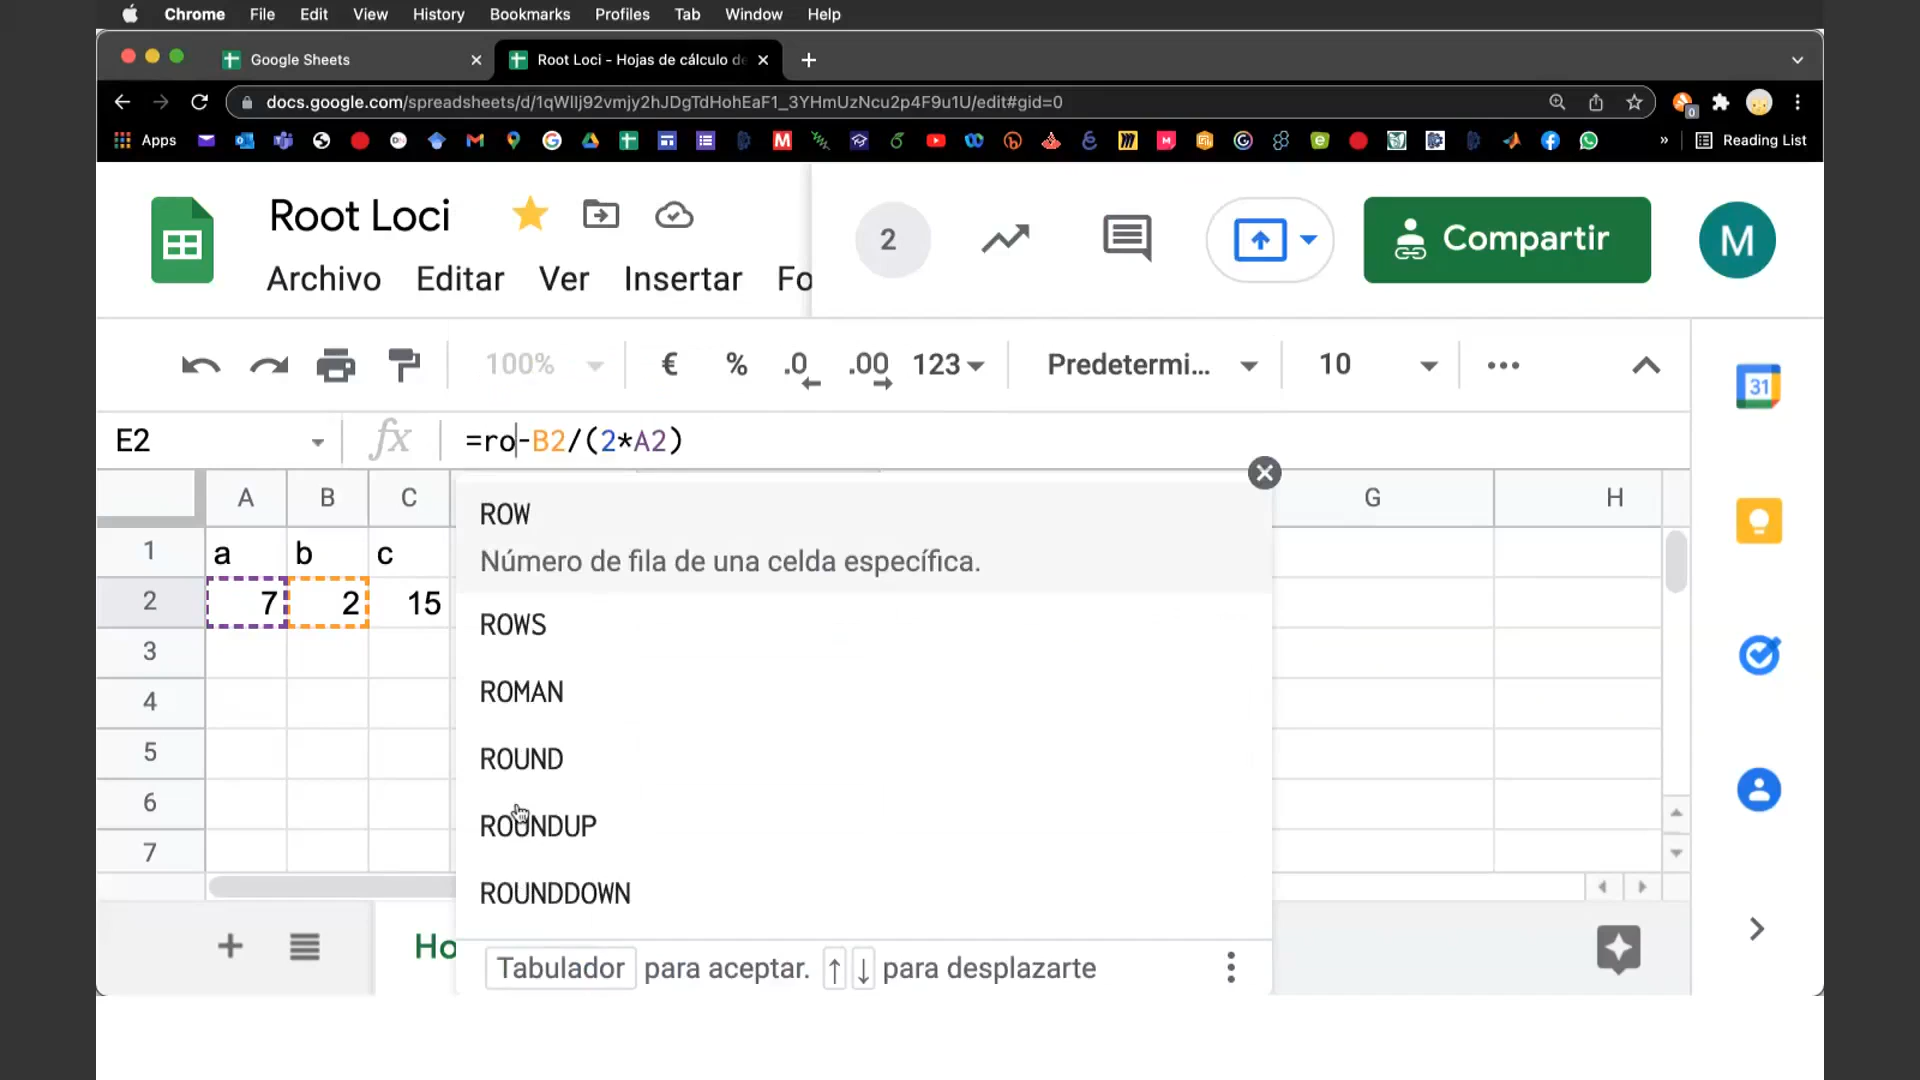 Chrome File Edit View History Bookmarks Profiles Tab Window Help
Google Sheets
Root Loci - Hojas de cálculo de
docs.google.com/spreadsheets/d/1qWlIj92vmjy2hJDgTdHohEaF1_3YHmUzNcu2p4F9u1U/edit#gid=0
0
Apps
» Reading List
Root Loci
Archivo Editar Ver Insertar Fo
2
Compartir
M
100% € % .0 .00 123 Predetermi... 10
31
E2 fx =ro-B2/(2*A2)
A B C G H
1 a b c
2 7 2 15
3
4
5
6
7
ROW
Número de fila de una celda específica.
ROWS
ROMAN
ROUND
ROUNDUP
ROUNDDOWN
Tabulador para aceptar. ↑ ↓ para desplazarte
+ Ho